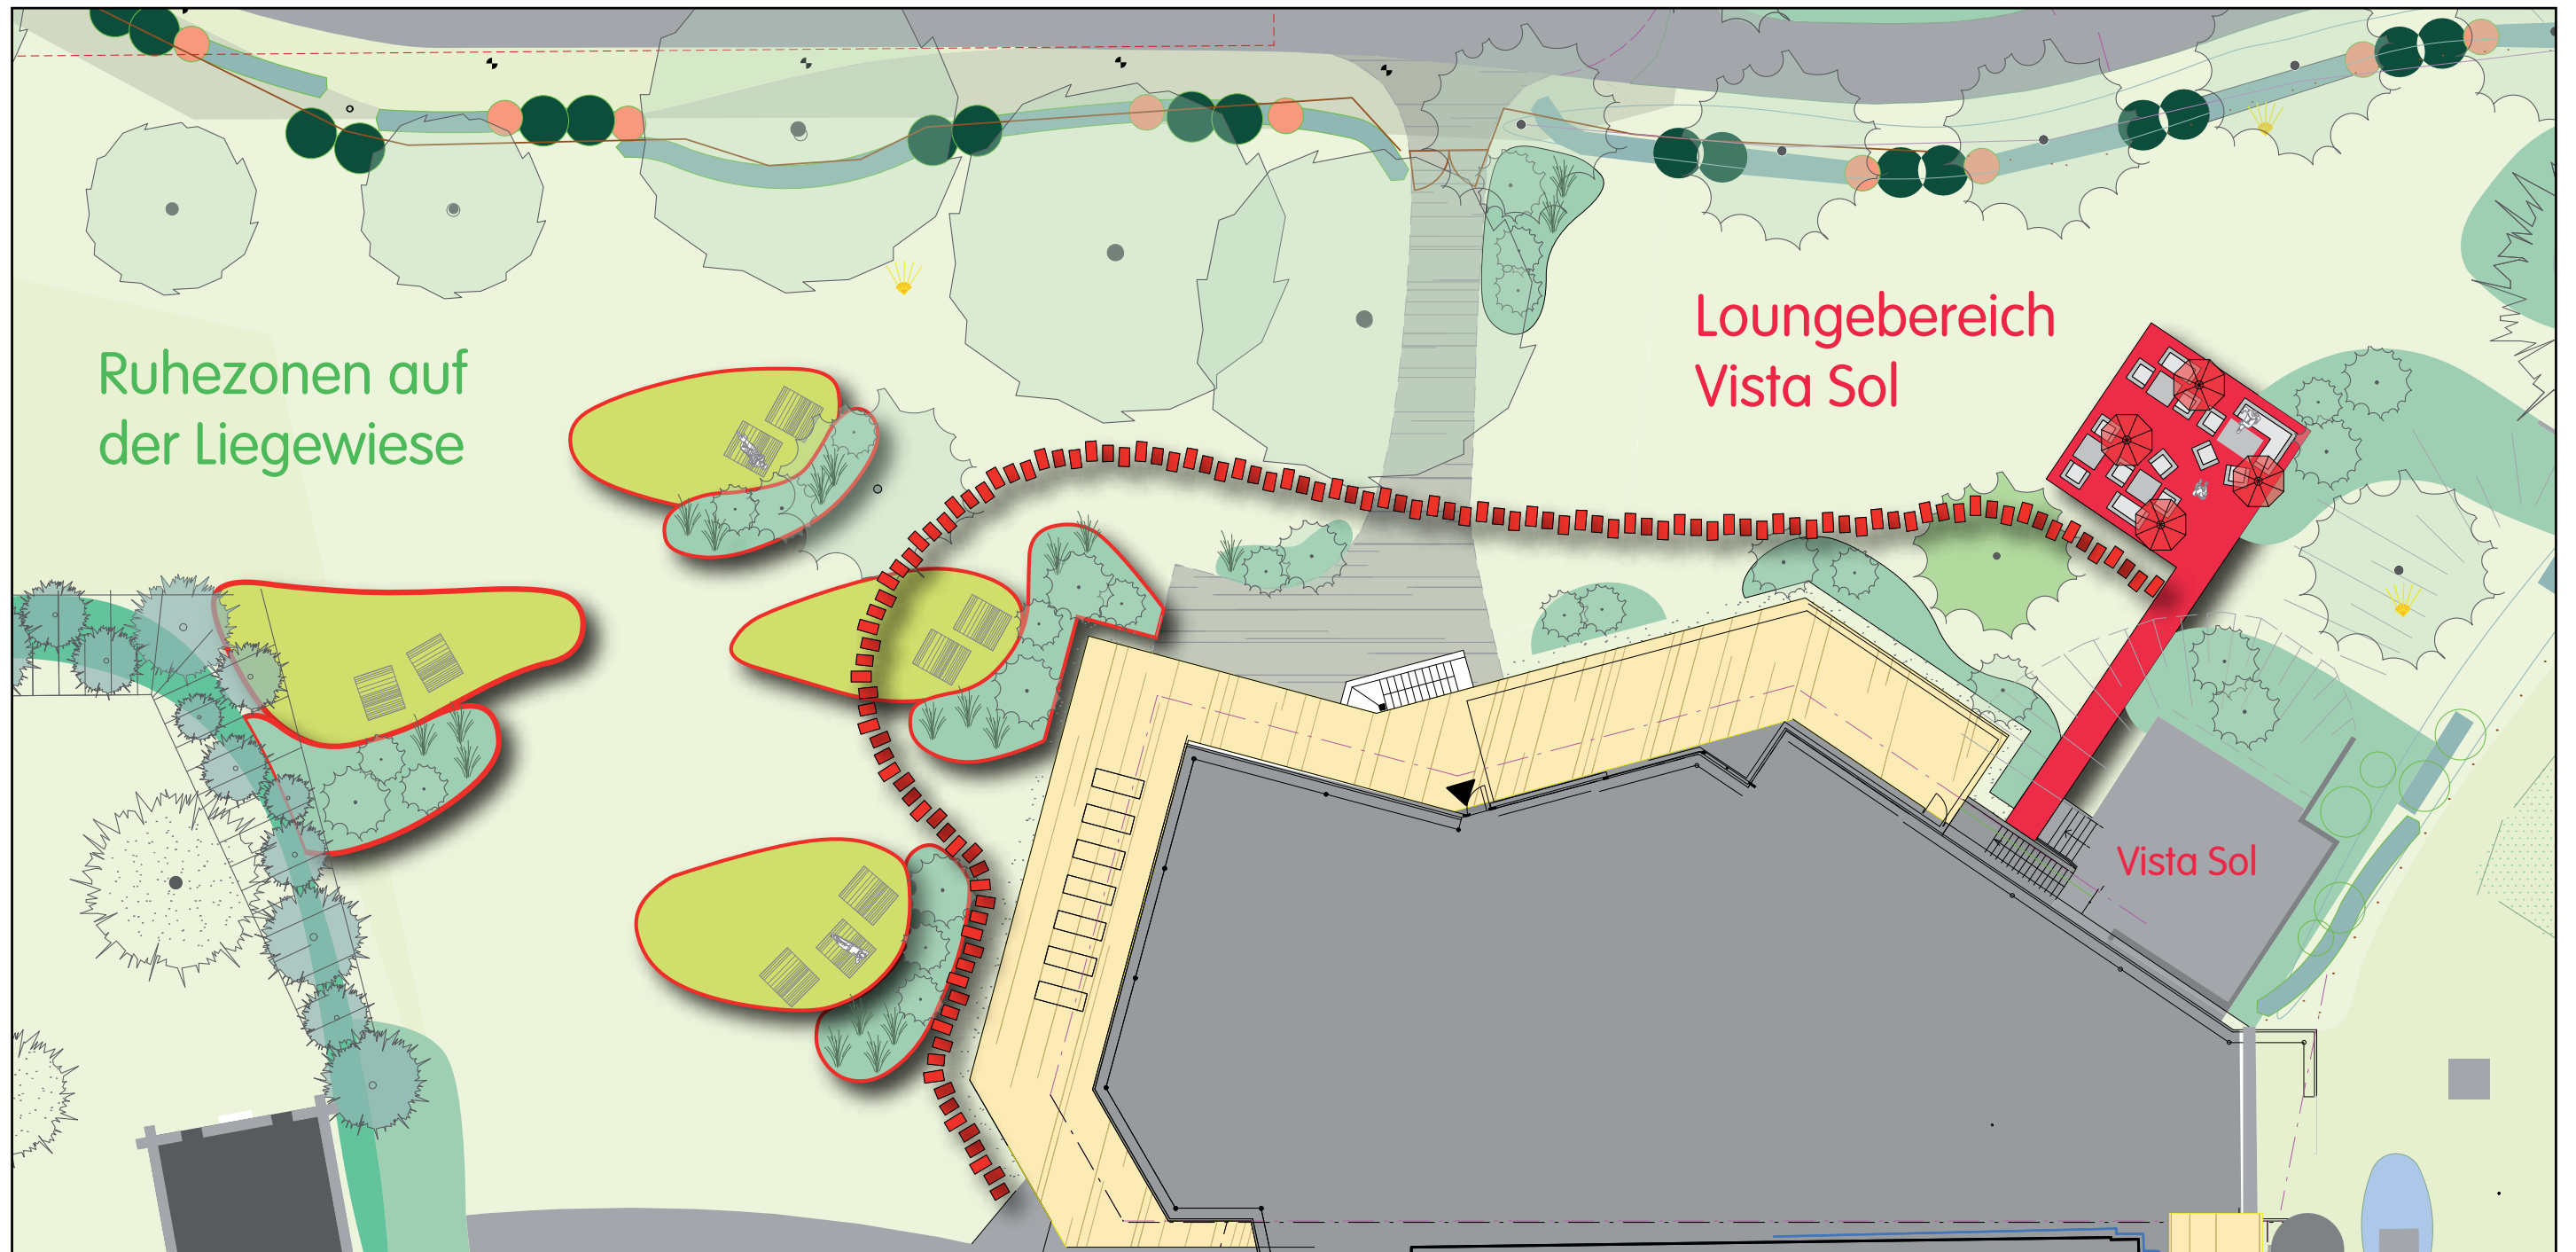 Ruhezonen auf
der Liegewiese
Loungebereich
Vista Sol
Vista Sol